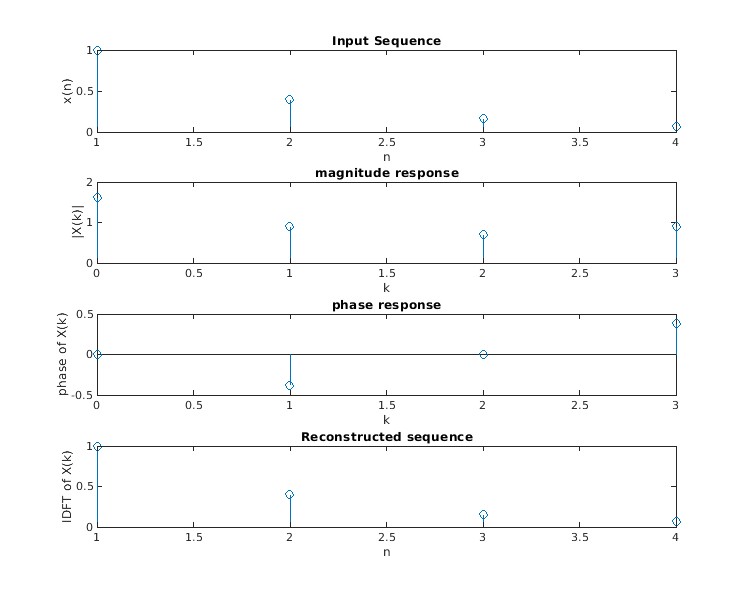 Input Sequence
1
0.5
0
x(n)
1 1.5 2 2.5 3 3.5 4
n
magnitude response
2
1
0
|X(k)|
0 0.5 1 1.5 2 2.5 3
k
phase response
0.5
0
-0.5
phase of X(k)
0 0.5 1 1.5 2 2.5 3
k
Reconstructed sequence
1
0.5
0
IDFT of X(k)
1 1.5 2 2.5 3 3.5 4
n